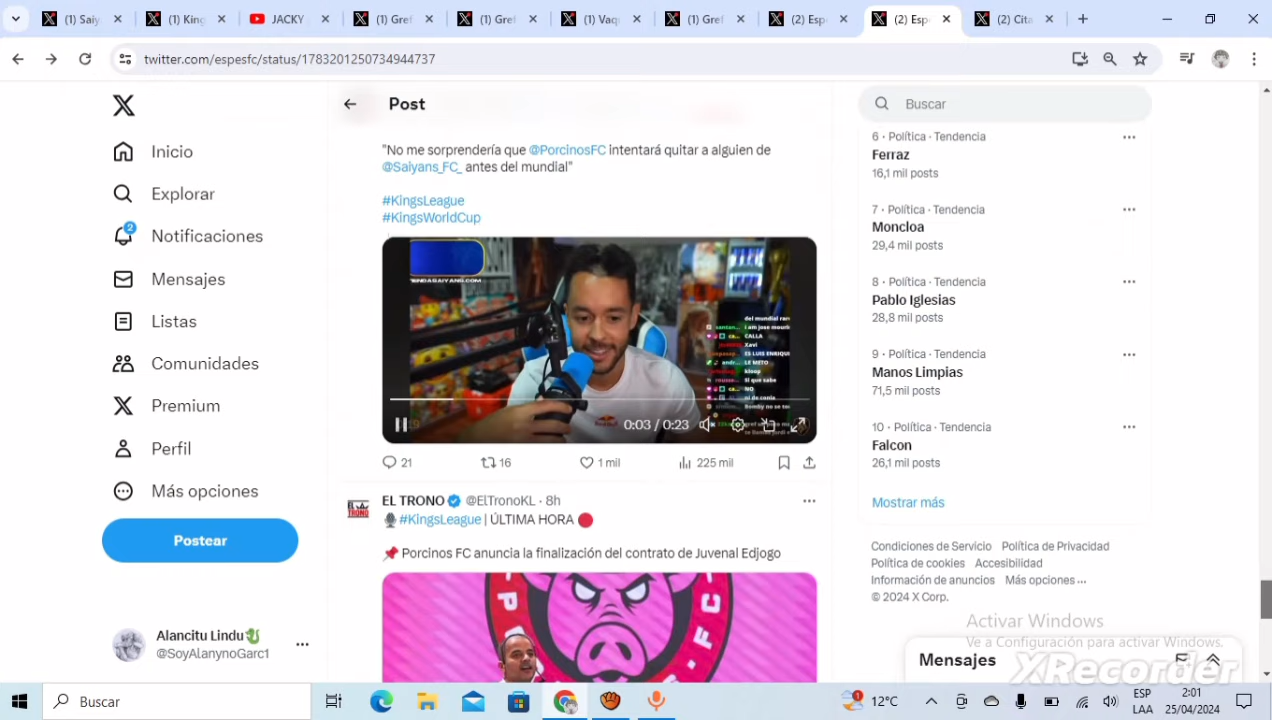 (1) Saiy
(1) King
JACKY
(1) Gref
(1) Gref
(1) Vaqu
(1) Gref
(2) Espe
(2) Esp
(2) Cita
twitter.com/espesfc/status/1783201250734944737
Inicio
Explorar
2
Notificaciones
Mensajes
Listas
Comunidades
Premium
Perfil
Más opciones
Postear
Alancitu Lindu
@SoyAlanynoGarc1
Post
"No me sorprendería que @PorcinosFC intentará quitar a alguien de
@Saiyans_FC_ antes del mundial"
#KingsLeague
#KingsWorldCup
0:03 / 0:23
21
16
1 mil
225 mil
EL TRONO @ElTronoKL · 8h
#KingsLeague | ÚLTIMA HORA
Porcinos FC anuncia la finalización del contrato de Juvenal Edjogo
Buscar
6 · Política · Tendencia
Ferraz
16,1 mil posts
7 · Política · Tendencia
Moncloa
29,4 mil posts
8 · Política · Tendencia
Pablo Iglesias
28,8 mil posts
9 · Política · Tendencia
Manos Limpias
71,5 mil posts
10 · Política · Tendencia
Falcon
26,1 mil posts
Mostrar más
Condiciones de Servicio Política de Privacidad
Política de cookies Accesibilidad
Información de anuncios Más opciones ···
© 2024 X Corp.
Activar Windows
Ve a Configuración para activar Windows.
Mensajes
XRecorder
Buscar
1
12°C
ESP
LAA
2:01
25/04/2024